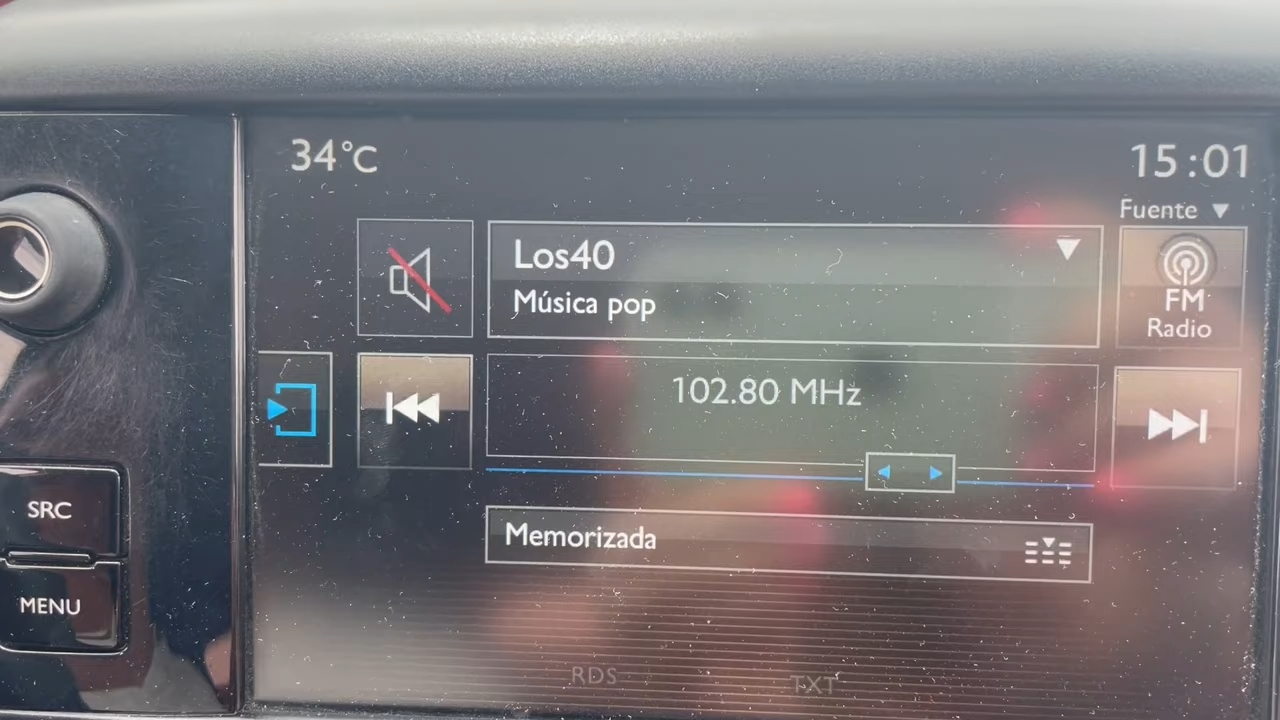 34°C
15:01
Fuente
Los40
Música pop
FM
Radio
102.80 MHz
SRC
Memorizada
MENU
RDS
TXT